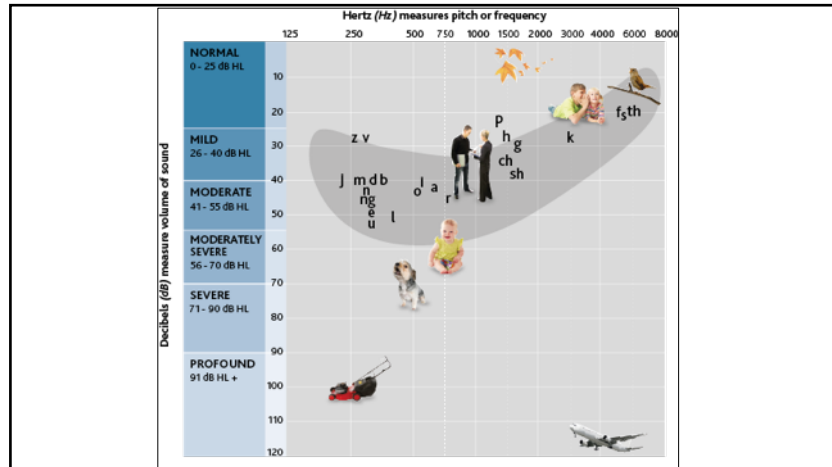 Hertz (Hz) measures pitch or frequency
125 250 500 750 1000 1500 2000 3000 4000 6000 8000
Decibels (dB) measure volume of sound
NORMAL
0 - 25 dB HL
MILD
26 - 40 dB HL
MODERATE
41 - 55 dB HL
MODERATELY
SEVERE
56 - 70 dB HL
SEVERE
71 - 90 dB HL
PROFOUND
91 dB HL +
10
20
30
40
50
60
70
80
90
100
110
120
p
f s th
z v
h
k
g
ch
sh
j m d b
n
ng
e
u
l
i
o a
r